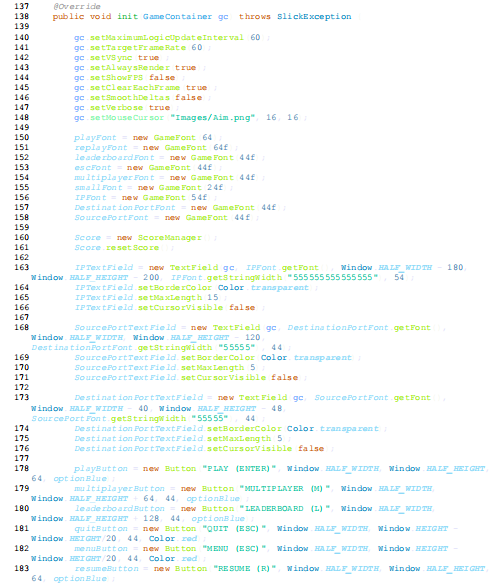 137 @Override
138 public void init GameContainer gc throws SlickException
139
140 gc setMaximumLogicUpdateInterval 60
141 gc setTargetFrameRate 60
142 gc setVSync true
143 gc setAlwaysRender true
144 gc setShowFPS false
145 gc setClearEachFrame true
146 gc setSmoothDeltas false
147 gc setVerbose true
148 gc setMouseCursor "Images/Aim.png", 16, 16
149
150 playFont = new GameFont 64
151 replayFont = new GameFont 64f
152 leaderboardFont = new GameFont 44f
153 escFont = new GameFont 44f
154 multiplayerFont = new GameFont 44f
155 smallFont = new GameFont 24f
156 IPFont = new GameFont 54f
157 DestinationPortFont = new GameFont 44f
158 SourcePortFont = new GameFont 44f
159
160 Score = new ScoreManager
161 Score resetScore
162
163 IPTextField = new TextField gc, IPFont getFont , Window HALF_WIDTH - 180,
Window HALF_HEIGHT - 200, IPFont getStringWidth "555555555555555" , 54
164 IPTextField setBorderColor Color transparent
165 IPTextField setMaxLength 15
166 IPTextField setCursorVisible false
167
168 SourcePortTextField = new TextField gc, DestinationPortFont getFont ,
Window HALF_WIDTH, Window HALF_HEIGHT - 120,
DestinationPortFont getStringWidth "55555" , 44
169 SourcePortTextField setBorderColor Color transparent
170 SourcePortTextField setMaxLength 5
171 SourcePortTextField setCursorVisible false
172
173 DestinationPortTextField = new TextField gc, SourcePortFont getFont ,
Window HALF_WIDTH - 40, Window HALF_HEIGHT - 48,
SourcePortFont getStringWidth "55555" , 44
174 DestinationPortTextField setBorderColor Color transparent
175 DestinationPortTextField setMaxLength 5
176 DestinationPortTextField setCursorVisible false
177
178 playButton = new Button "PLAY (ENTER)", Window HALF_WIDTH, Window HALF_HEIGHT,
64, optionBlue
179 multiplayerButton = new Button "MULTIPLAYER (M)", Window HALF_WIDTH,
Window HALF_HEIGHT + 64, 44, optionBlue
180 leaderboardButton = new Button "LEADERBOARD (L)", Window HALF_WIDTH,
Window HALF_HEIGHT + 128, 44, optionBlue
181 quitButton = new Button "QUIT (ESC)", Window HALF_WIDTH, Window HEIGHT -
Window HEIGHT/20, 44, Color red
182 menuButton = new Button "MENU (ESC)", Window HALF_WIDTH, Window HEIGHT -
Window HEIGHT/20, 44, Color red
183 resumeButton = new Button "RESUME (R)", Window HALF_WIDTH, Window HALF_HEIGHT,
64, optionBlue